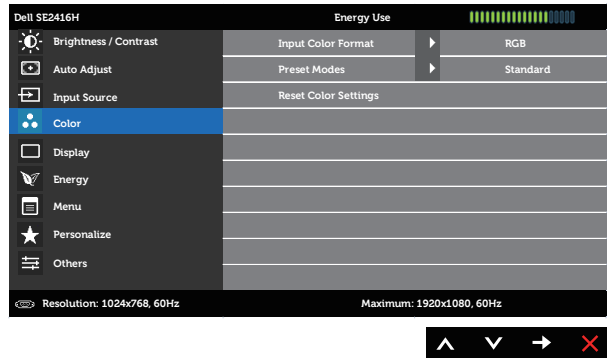 Dell SE2416H Energy Use
Brightness / Contrast Input Color Format RGB
Auto Adjust Preset Modes Standard
Input Source Reset Color Settings
Color
Display
Energy
Menu
Personalize
Others
Resolution: 1024x768, 60Hz Maximum: 1920x1080, 60Hz